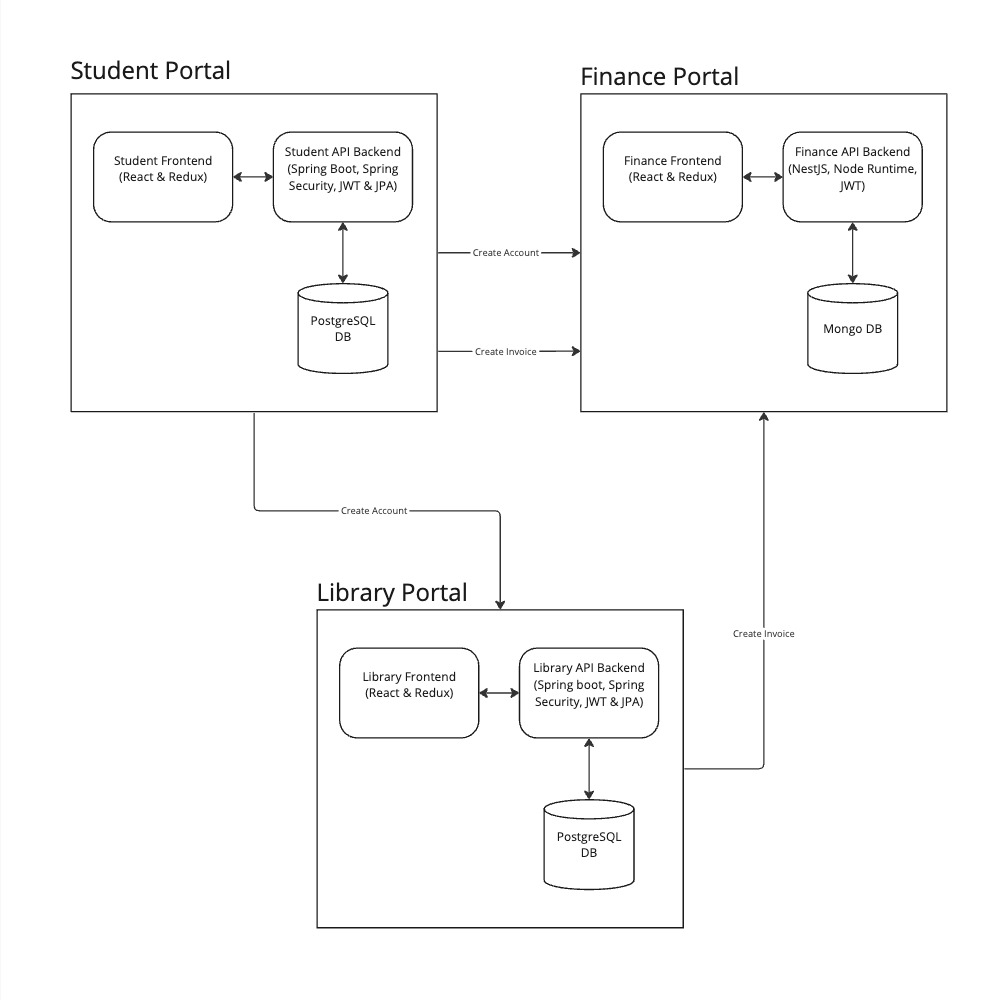 Student Portal
Student Frontend
(React & Redux)
Student API Backend
(Spring Boot, Spring
Security, JWT & JPA)
PostgreSQL
DB
Finance Portal
Finance Frontend
(React & Redux)
Finance API Backend
(NestJS, Node Runtime,
JWT)
Mongo DB
Create Account
Create Invoice
Create Account
Library Portal
Library Frontend
(React & Redux)
Library API Backend
(Spring boot, Spring
Security, JWT & JPA)
PostgreSQL
DB
Create Invoice